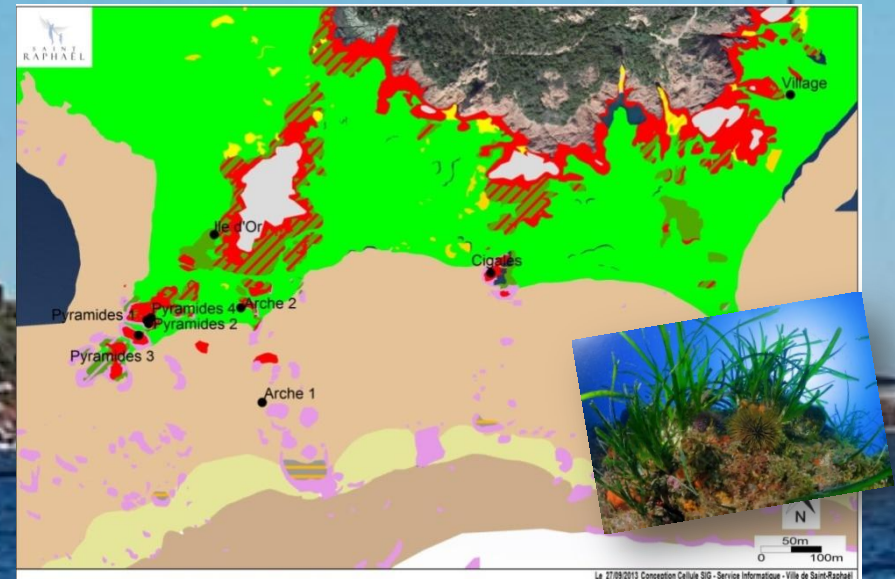 SAINT
RAPHAËL
Village
Ile d'Or
Cigales
Pyramides 1
Pyramides 4
Arche 2
Pyramides 2
Pyramides 3
Arche 1
N
50m
0 100m
Le 27/09/2013 Conception Cellule SIG - Service Informatique - Ville de Saint-Raphaël